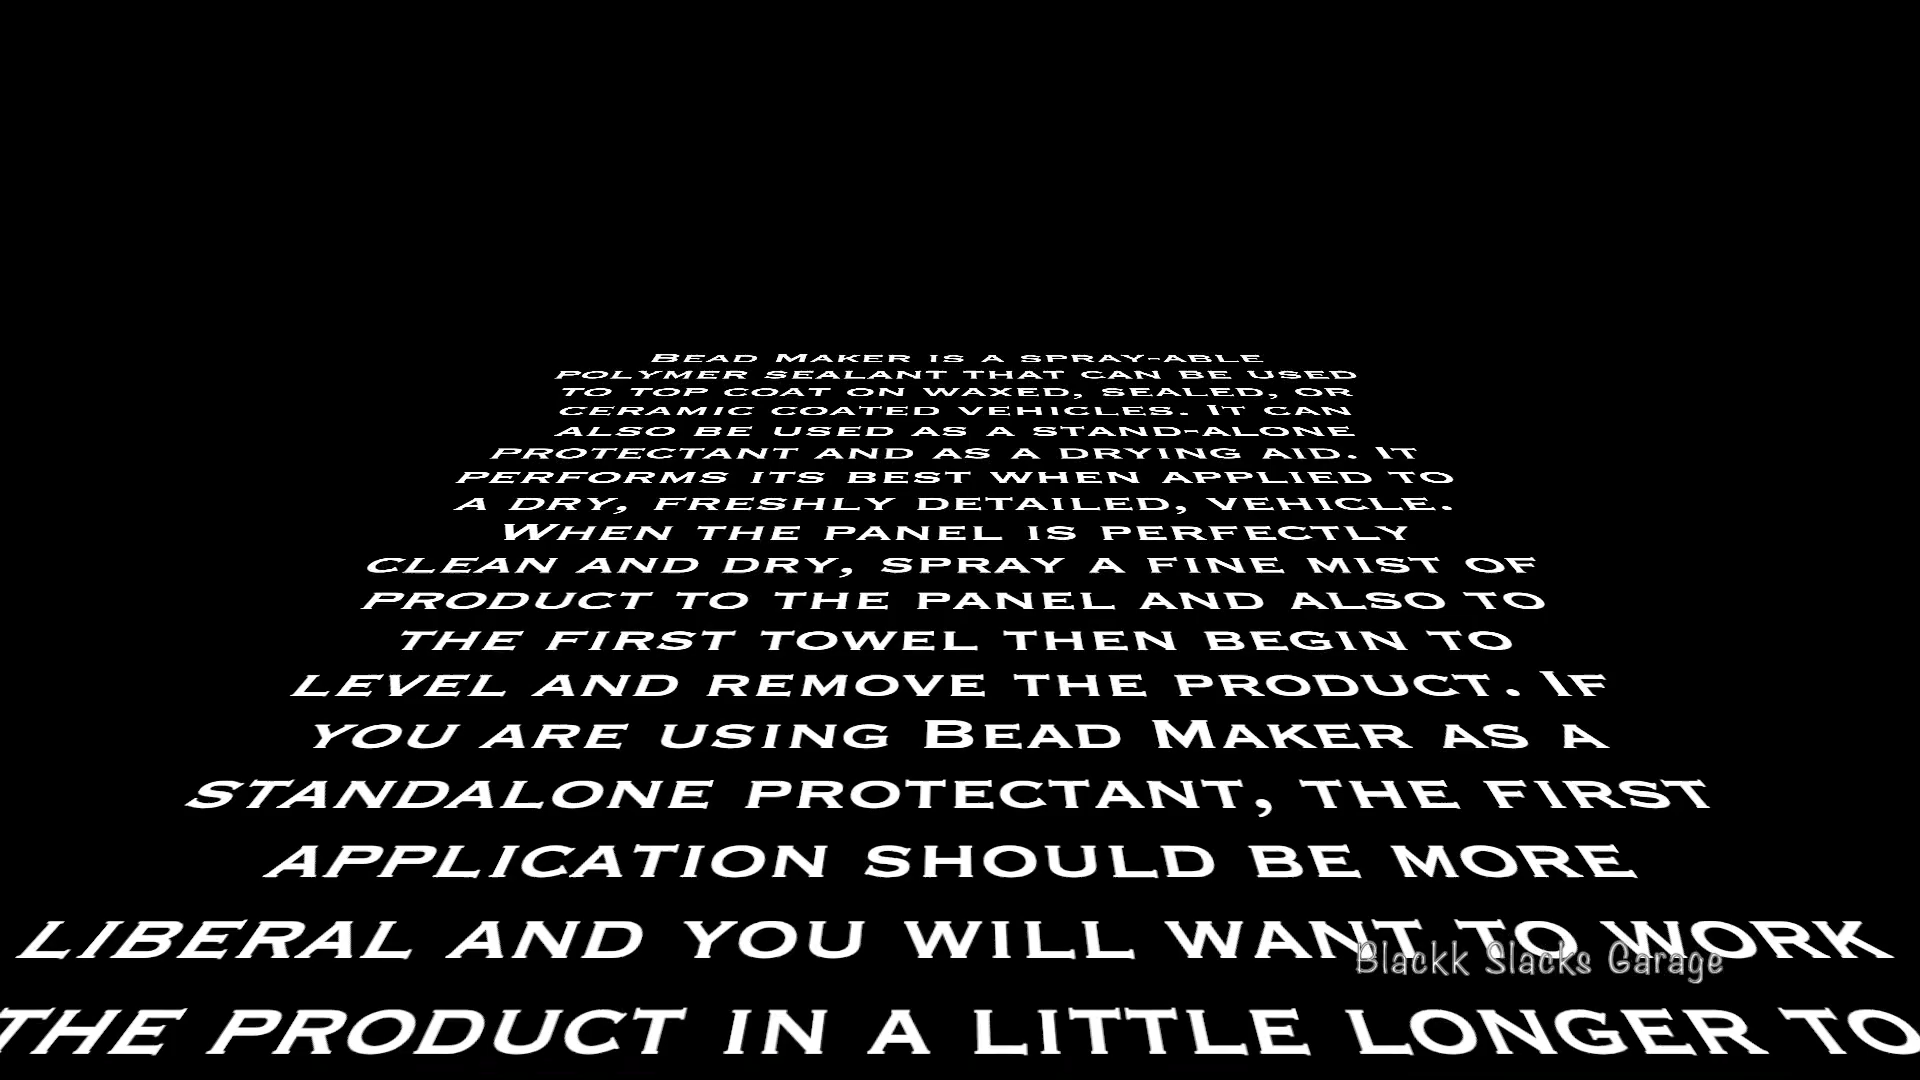 Bead Maker is a spray-able
polymer sealant that can be used
to top coat on waxed, sealed, or
ceramic coated vehicles. It can
also be used as a stand-alone
protectant and as a drying aid. It
performs its best when applied to
a dry, freshly detailed, vehicle.
When the panel is perfectly
clean and dry, spray a fine mist of
product to the panel and also to
the first towel then begin to
level and remove the product. If
you are using Bead Maker as a
standalone protectant, the first
application should be more
liberal and you will want to work
Blackk Slacks Garage
the product in a little longer to